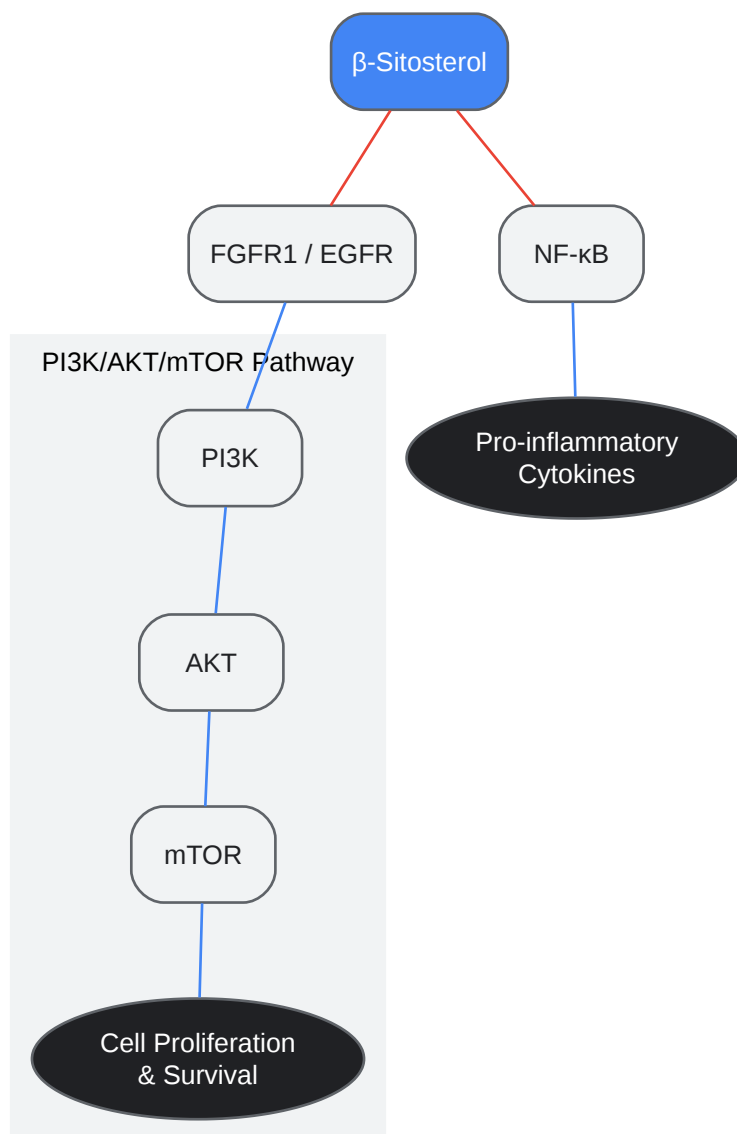 β-Sitosterol
FGFR1 / EGFR
NF-κB
PI3K/AKT/mTOR Pathway
PI3K
Pro-inflammatory
Cytokines
AKT
mTOR
Cell Proliferation
& Survival